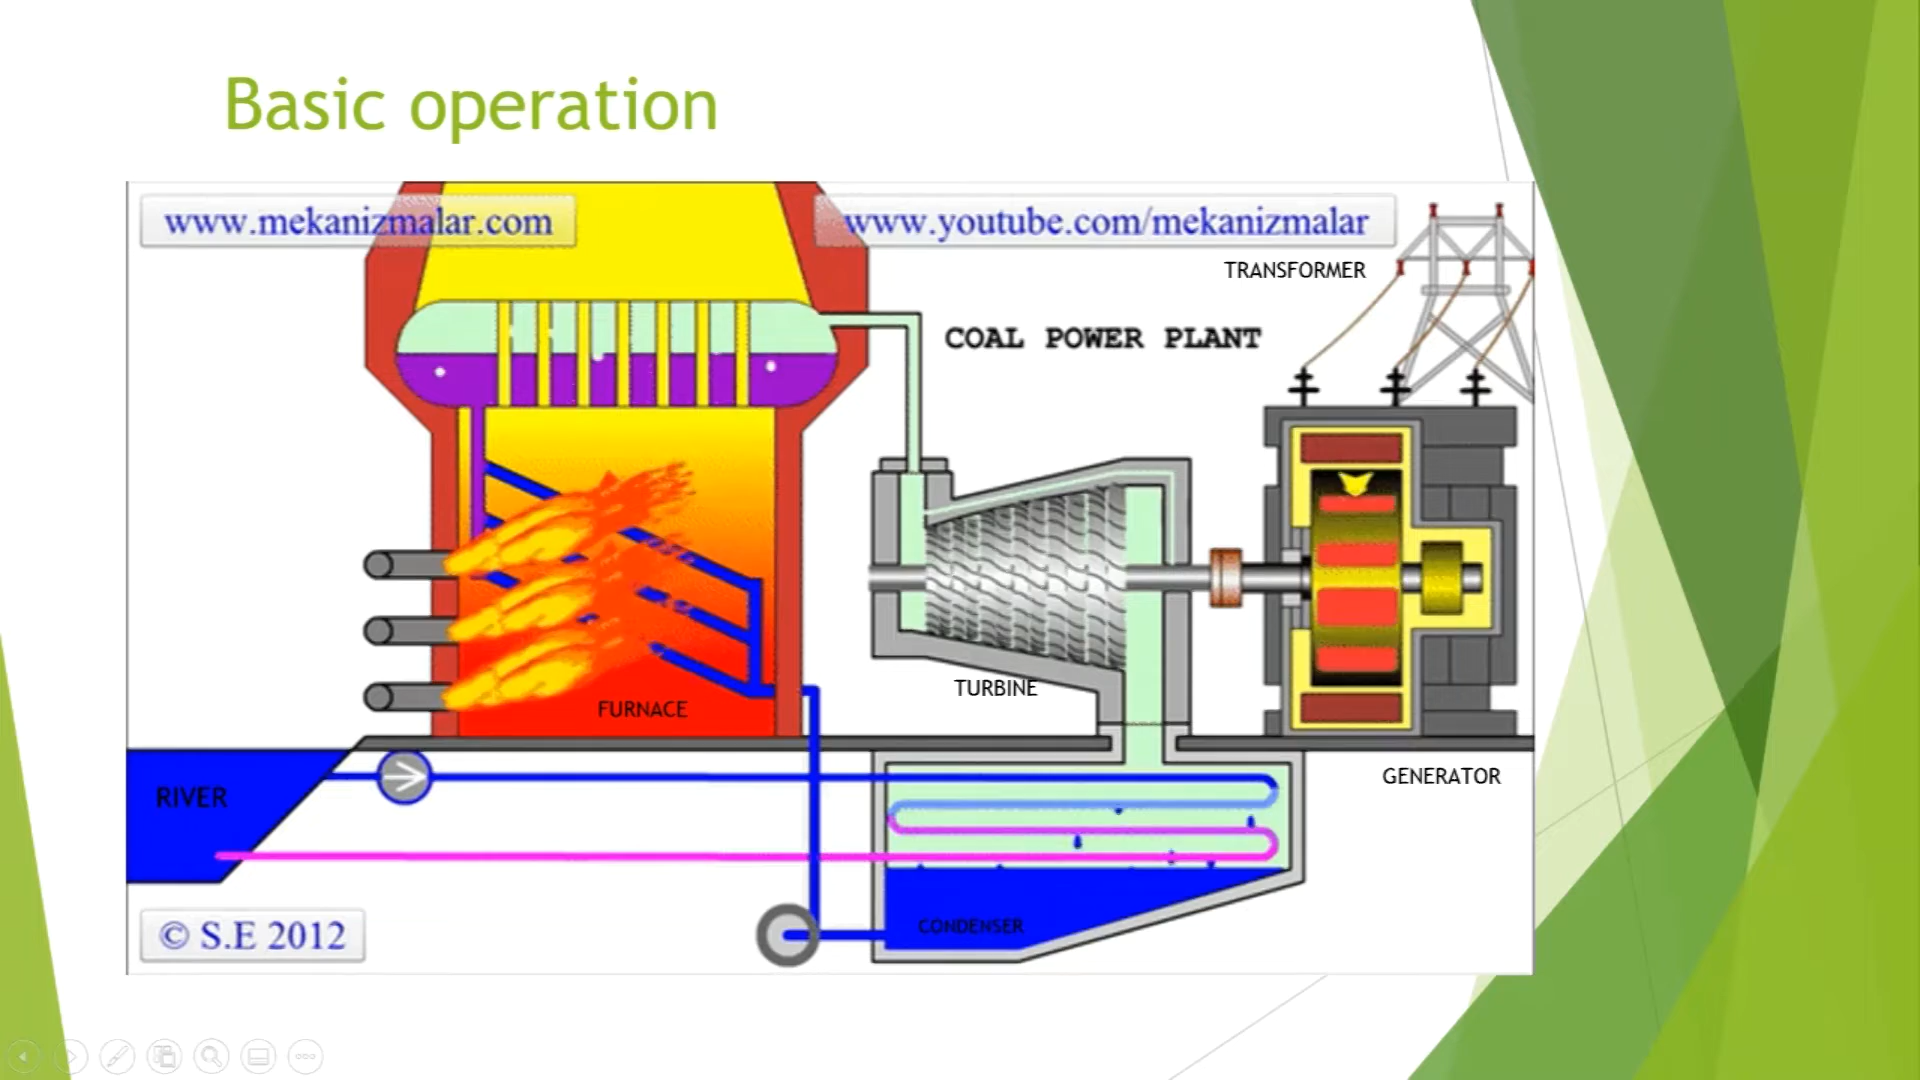 Basic operation
www.mekanizmalar.com
www.youtube.com/mekanizmalar
TRANSFORMER
COAL POWER PLANT
TURBINE
FURNACE
GENERATOR
RIVER
CONDENSER
© S.E 2012